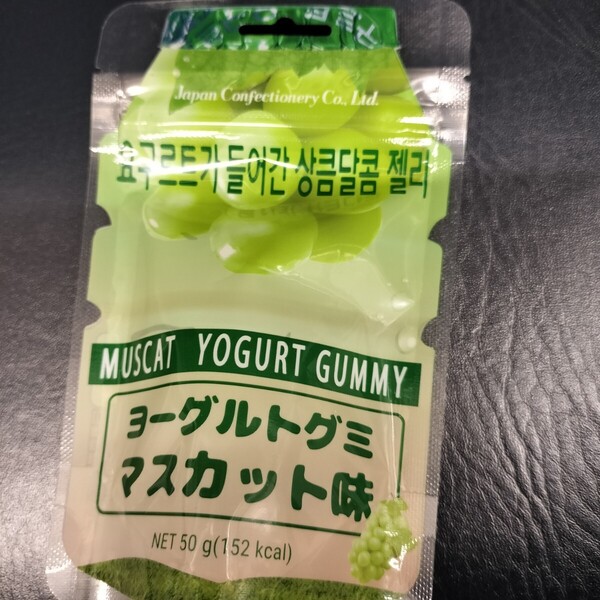 Japan Confectionery Co., Ltd.
요구르트가 들어간 상큼달콤 젤리
MUSCAT YOGURT GUMMY
ヨーグルトグミ
マスカット味
NET 50 g(152 kcal)